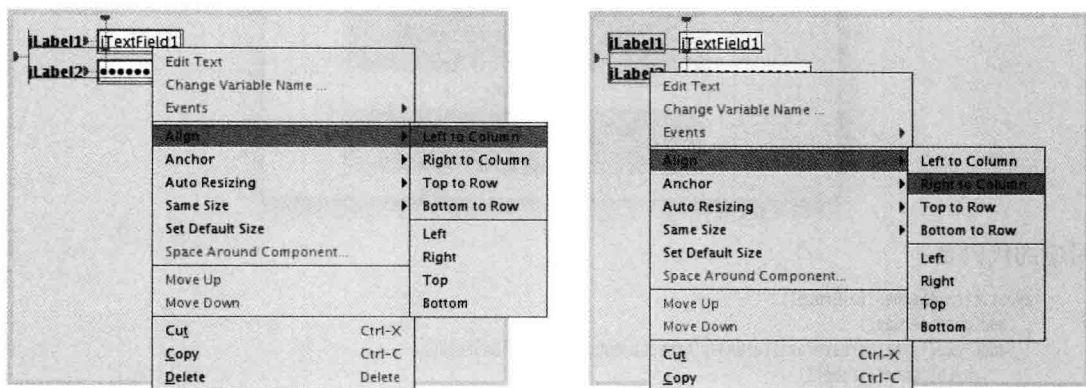 jLabel1 jTextField1
jLabel2
Edit Text
Change Variable Name ...
Events
Align
Anchor
Auto Resizing
Same Size
Set Default Size
Space Around Component...
Move Up
Move Down
Cut Ctrl-X
Copy Ctrl-C
Delete Delete
Left to Column
Right to Column
Top to Row
Bottom to Row
Left
Right
Top
Bottom
jLabel1 jTextField1
jLabel2
Edit Text
Change Variable Name ...
Events
Align
Anchor
Auto Resizing
Same Size
Set Default Size
Space Around Component...
Move Up
Move Down
Cut Ctrl-X
Copy Ctrl-C
Left to Column
Right to Column
Top to Row
Bottom to Row
Left
Right
Top
Bottom